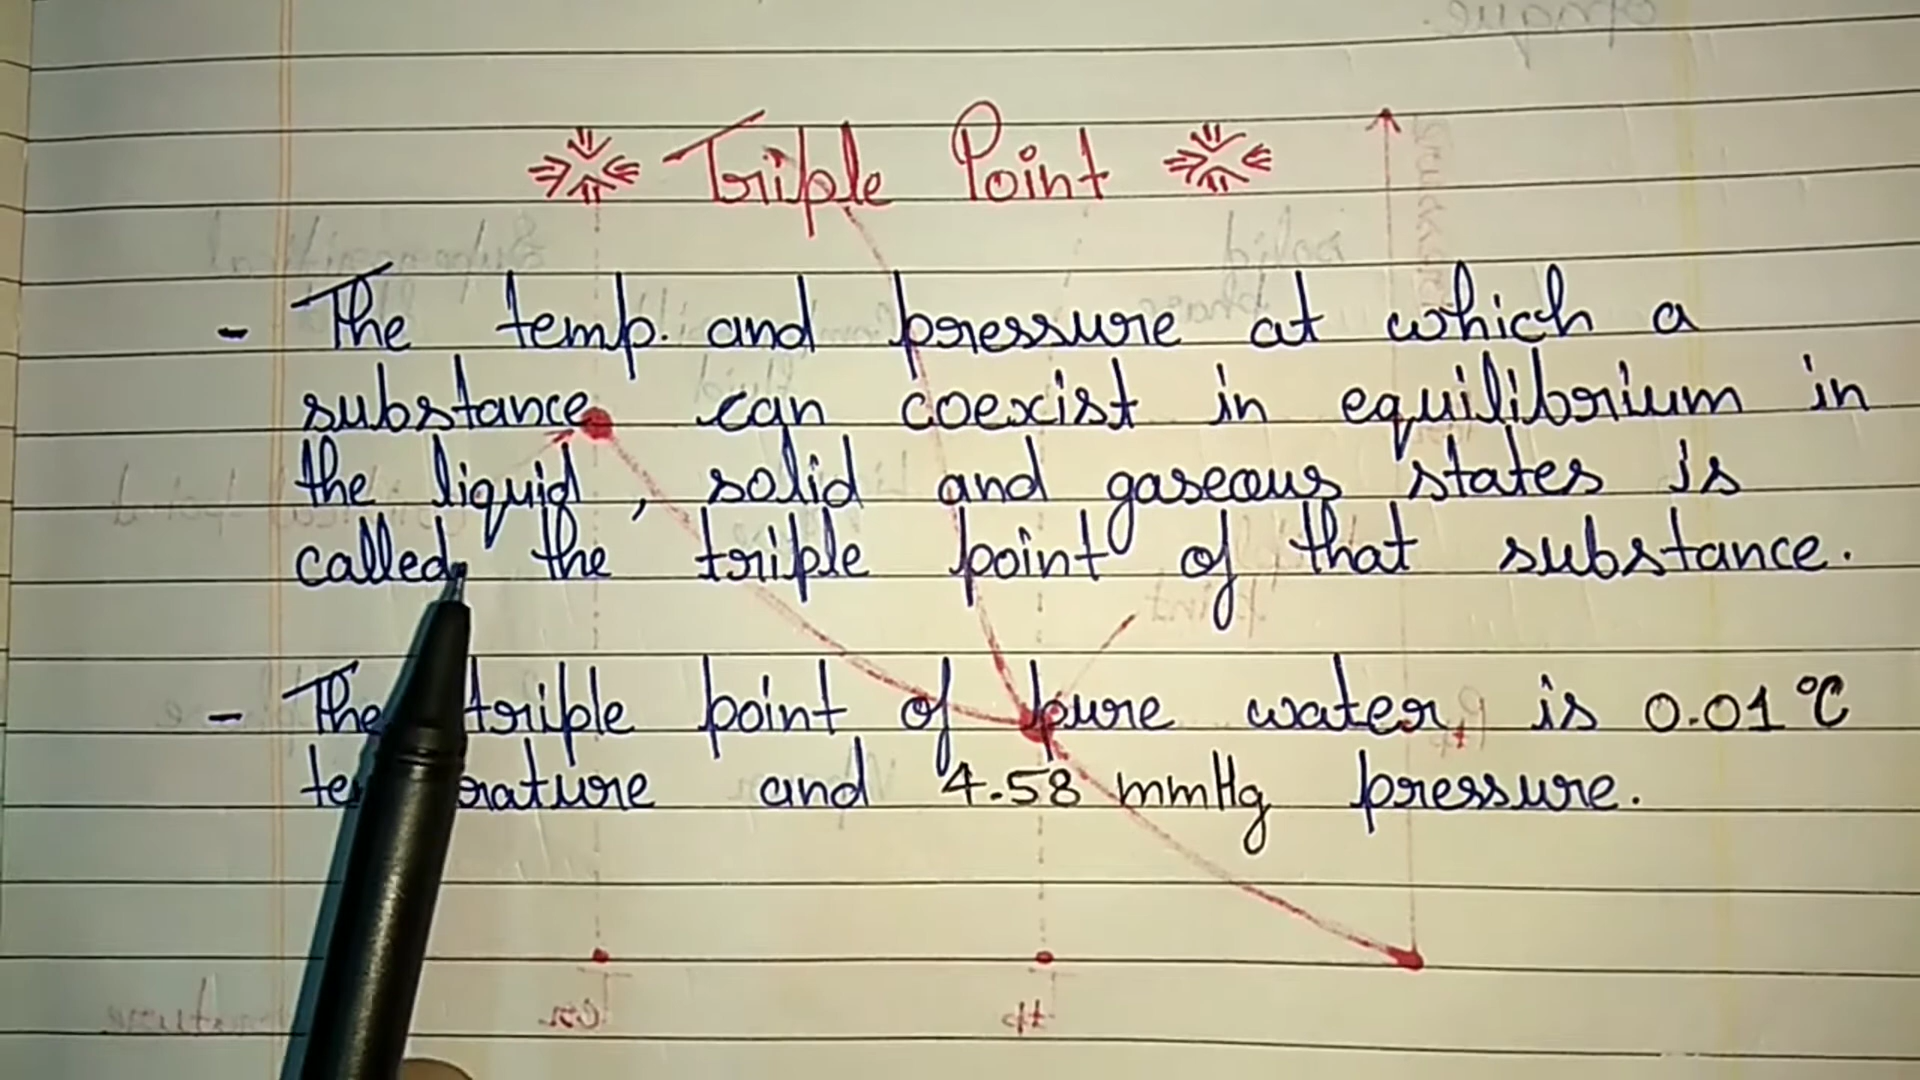 Triple Point
- The temp. and pressure at which a
substance can coexist in equilibrium in
the liquid, solid and gaseous states is
called the triple point of that substance.
- The triple point of pure water is 0.01 °C
and 4.58 mmHg pressure.